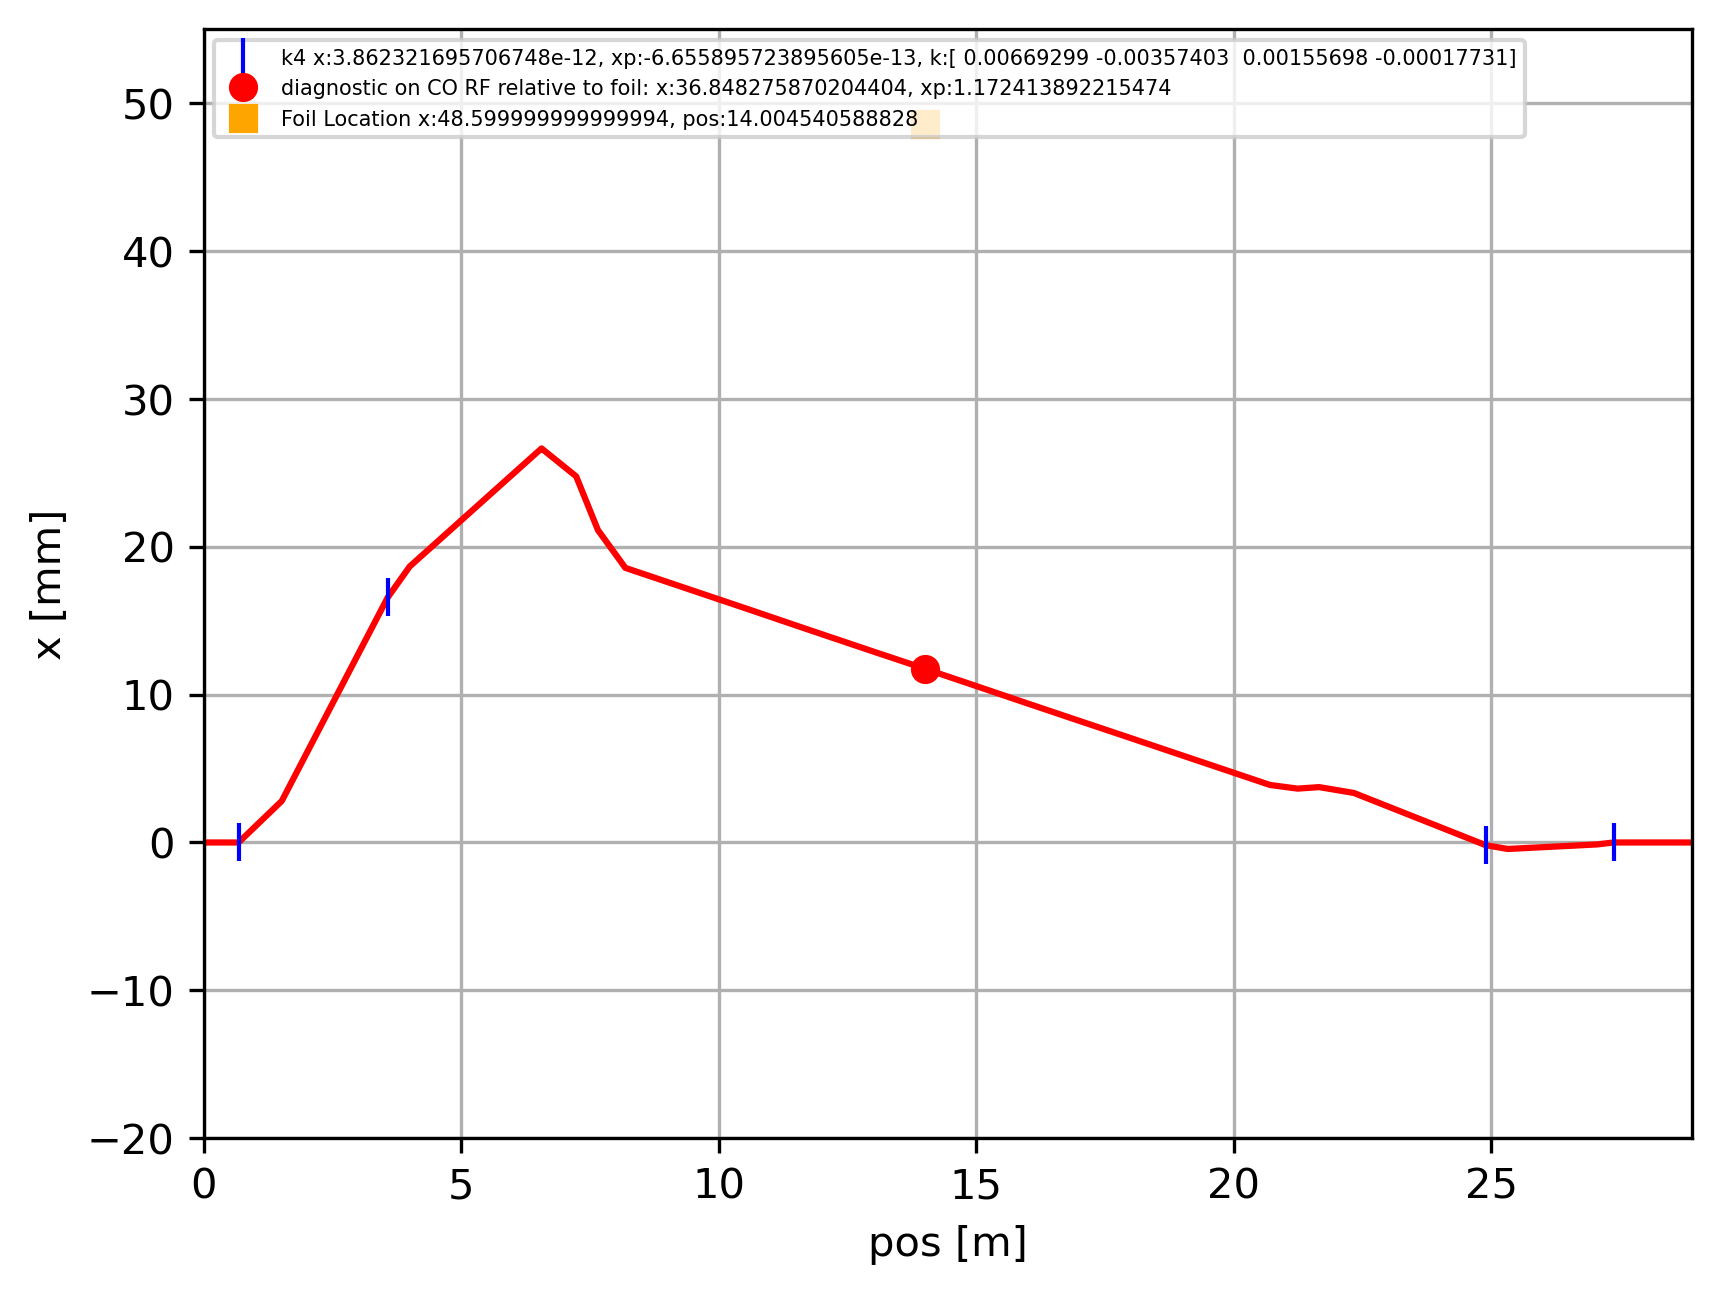 k4 x:3.862321695706748e-12, xp:-6.655895723895605e-13, k:[ 0.00669299 -0.00357403  0.00155698 -0.00017731]
diagnostic on CO RF relative to foil: x:36.848275870204404, xp:1.172413892215474
Foil Location x:48.599999999999994, pos:14.004540588828
50
40
30
20
10
0
−10
−20
x [mm]
0 5 10 15 20 25
pos [m]